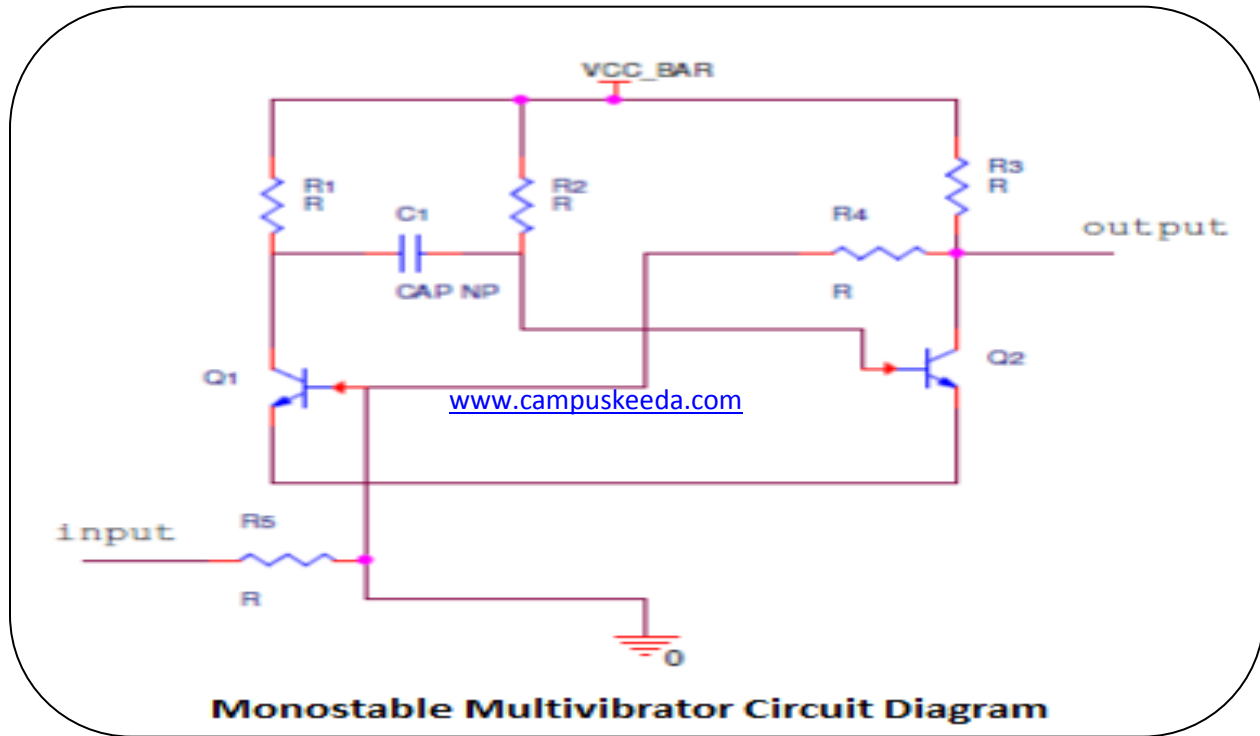 VCC_BAR
R1
R
C1
CAP NP
R2
R
R4
R
R3
R
output
Q1
Q2
www.campuskeeda.com
input
R5
R
0
Monostable Multivibrator Circuit Diagram